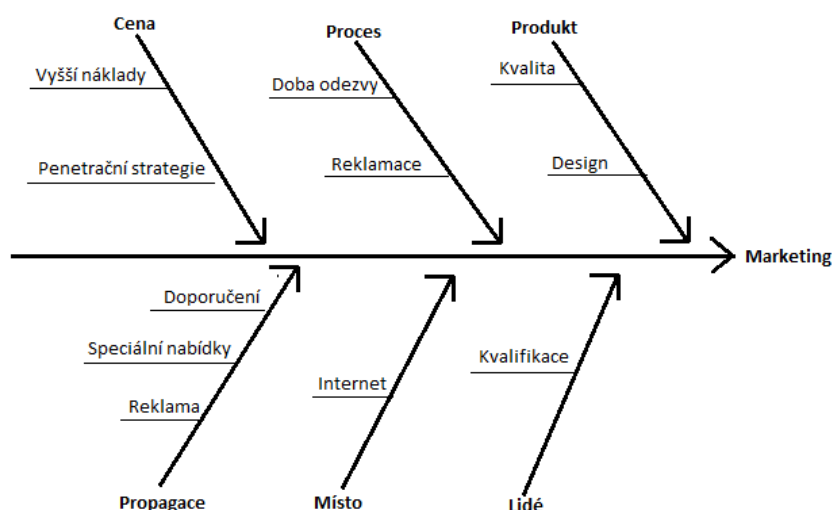 Cena
Proces
Produkt
Vyšší náklady
Doba odezvy
Kvalita
Penetrační strategie
Reklamace
Design
Marketing
Doporučení
Speciální nabídky
Kvalifikace
Internet
Reklama
Propagace
Místo
Lidé